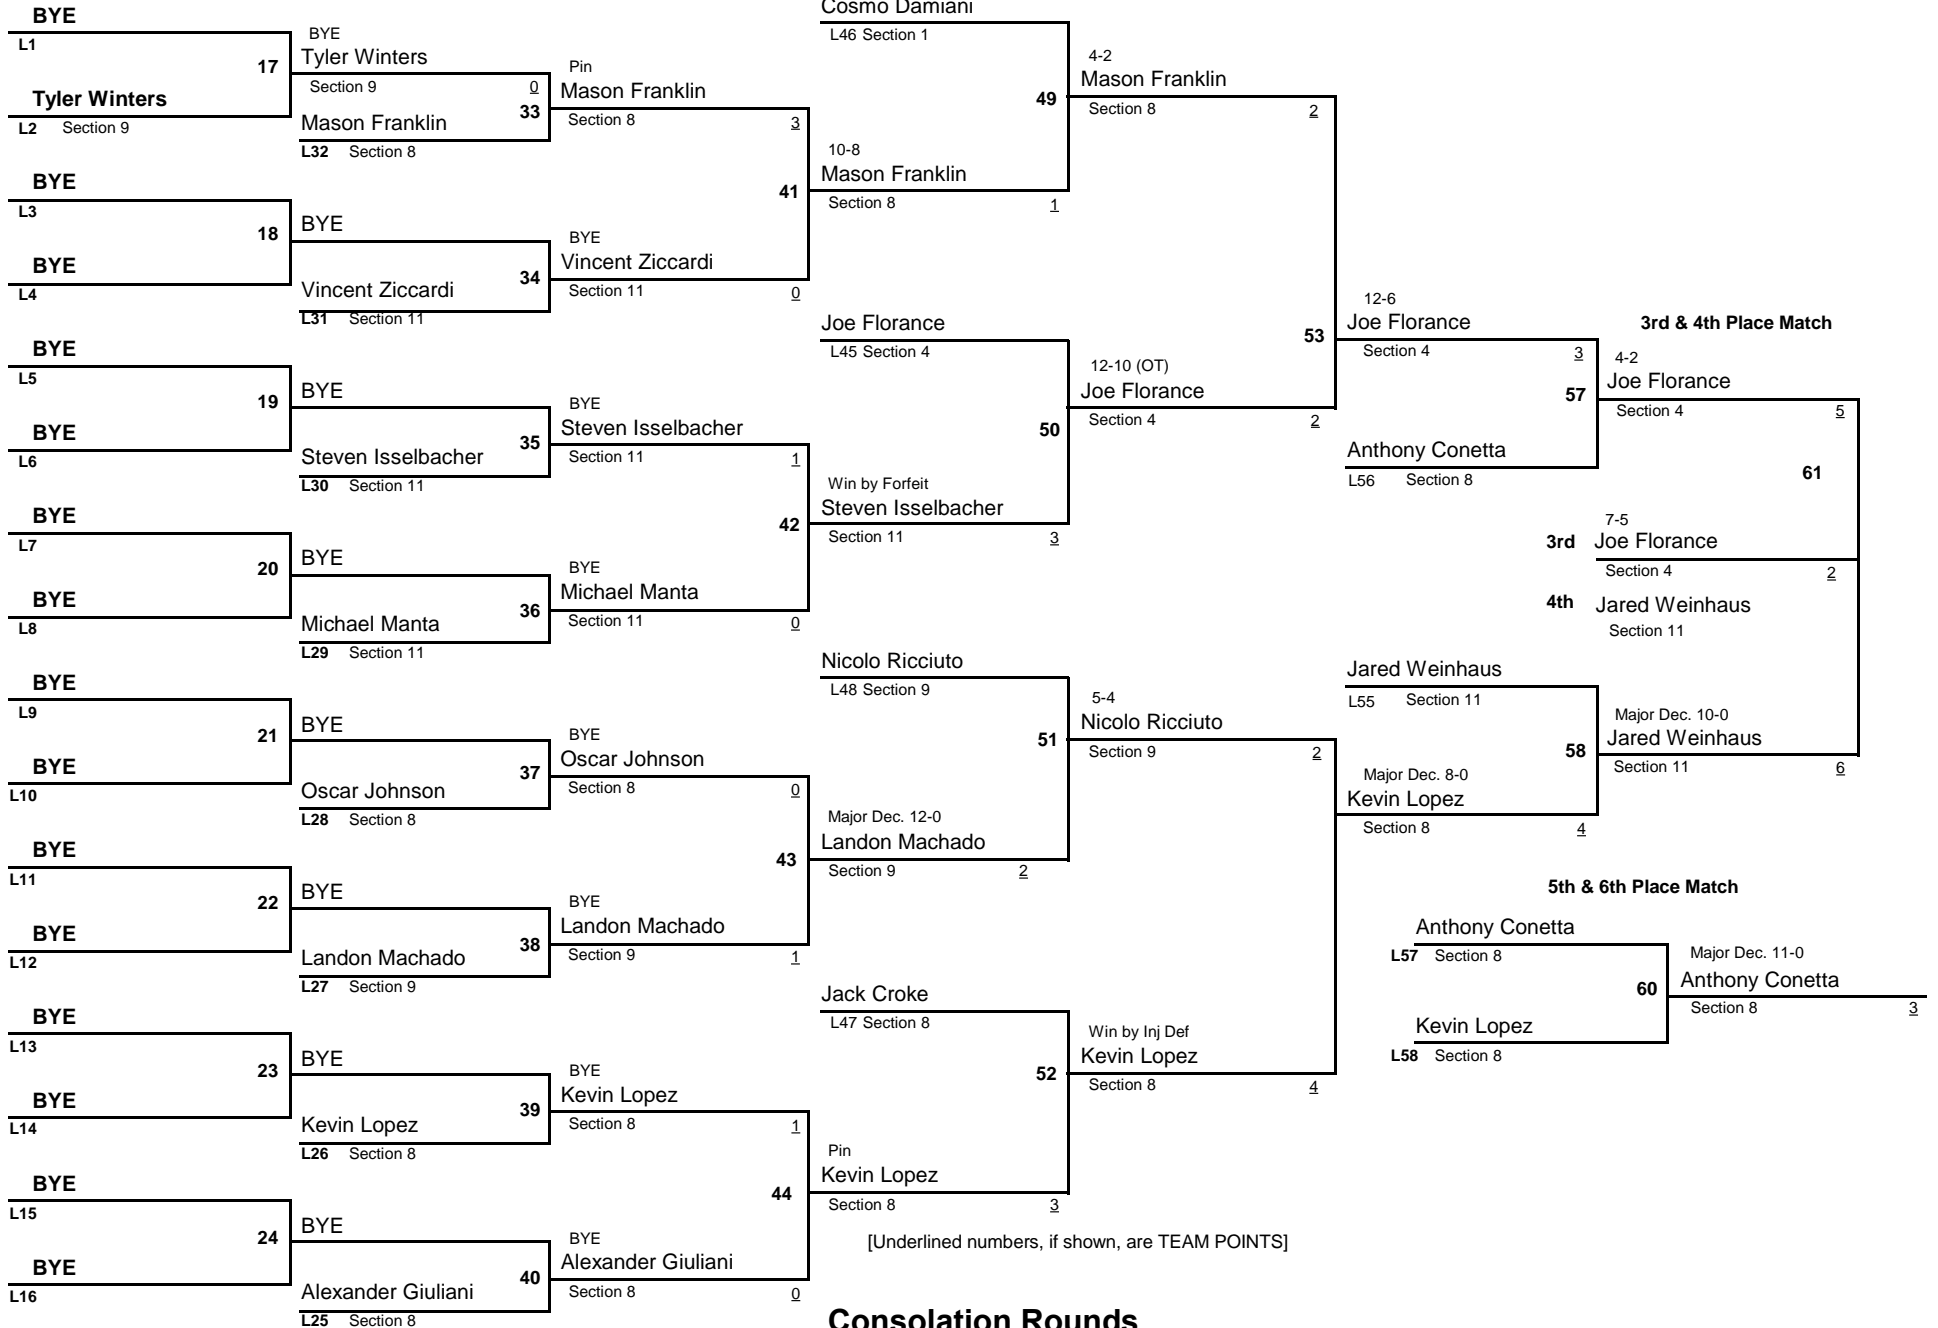 BYE
L1
17
Tyler Winters
L2 Section 9
BYE
L3
18
BYE
L4
BYE
L5
19
BYE
L6
BYE
L7
20
BYE
L8
BYE
L9
21
BYE
L10
BYE
L11
22
BYE
L12
BYE
L13
23
BYE
L14
BYE
L15
24
BYE
L16
BYE
Tyler Winters
Section 9 0
33
Mason Franklin
L32 Section 8
BYE
34
Vincent Ziccardi
L31 Section 11
BYE
35
Steven Isselbacher
L30 Section 11
BYE
36
Michael Manta
L29 Section 11
BYE
37
Oscar Johnson
L28 Section 8
BYE
38
Landon Machado
L27 Section 9
BYE
39
Kevin Lopez
L26 Section 8
BYE
40
Alexander Giuliani
L25 Section 8
Pin
Mason Franklin
Section 8 3
41
BYE
Vincent Ziccardi
Section 11 0
BYE
Steven Isselbacher
Section 11 1
42
BYE
Michael Manta
Section 11 0
BYE
Oscar Johnson
Section 8 0
43
BYE
Landon Machado
Section 9 1
BYE
Kevin Lopez
Section 8 1
44
BYE
Alexander Giuliani
Section 8 0
Cosmo Damiani
L46 Section 1
49
10-8
Mason Franklin
Section 8 1
Joe Florance
L45 Section 4
50
Win by Forfeit
Steven Isselbacher
Section 11 3
Nicolo Ricciuto
L48 Section 9
51
Major Dec. 12-0
Landon Machado
Section 9 2
Jack Croke
L47 Section 8
52
Pin
Kevin Lopez
Section 8 3
4-2
Mason Franklin
Section 8 2
53
12-10 (OT)
Joe Florance
Section 4 2
5-4
Nicolo Ricciuto
Section 9 2
Win by Inj Def
Kevin Lopez
Section 8 4
12-6
Joe Florance
Section 4 3
57
Anthony Conetta
L56 Section 8
Jared Weinhaus
L55 Section 11
58
Major Dec. 8-0
Kevin Lopez
Section 8 4
3rd & 4th Place Match
4-2
Joe Florance
Section 4 5
61
7-5
3rd Joe Florance
Section 4 2
4th Jared Weinhaus
Section 11
Major Dec. 10-0
Jared Weinhaus
Section 11 6
5th & 6th Place Match
Anthony Conetta
L57 Section 8
60
Kevin Lopez
L58 Section 8
Major Dec. 11-0
Anthony Conetta
Section 8 3
[Underlined numbers, if shown, are TEAM POINTS]
Consolation Rounds